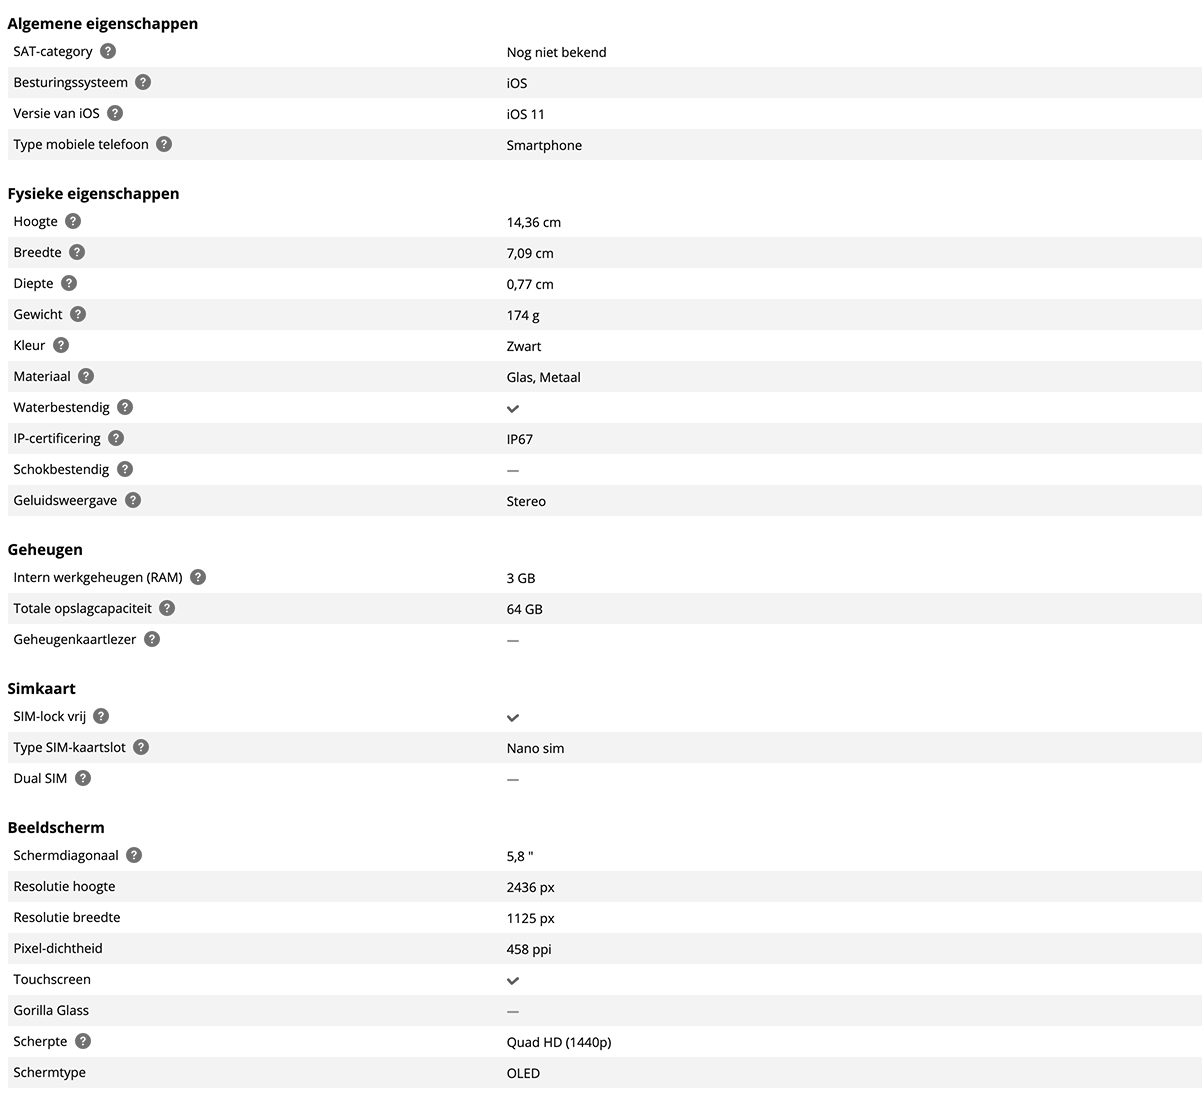 Algemene eigenschappen
SAT-category ? Nog niet bekend
Besturingssysteem ? iOS
Versie van iOS ? iOS 11
Type mobiele telefoon ? Smartphone
Fysieke eigenschappen
Hoogte ? 14,36 cm
Breedte ? 7,09 cm
Diepte ? 0,77 cm
Gewicht ? 174 g
Kleur ? Zwart
Materiaal ? Glas, Metaal
Waterbestendig ? ✔
IP-certificering ? IP67
Schokbestendig ? —
Geluidsweergave ? Stereo
Geheugen
Intern werkgeheugen (RAM) ? 3 GB
Totale opslagcapaciteit ? 64 GB
Geheugenkaartlezer ? —
Simkaart
SIM-lock vrij ? ✔
Type SIM-kaartslot ? Nano sim
Dual SIM ? —
Beeldscherm
Schermdiagonaal ? 5,8 "
Resolutie hoogte 2436 px
Resolutie breedte 1125 px
Pixel-dichtheid 458 ppi
Touchscreen ✔
Gorilla Glass —
Scherpte ? Quad HD (1440p)
Schermtype OLED